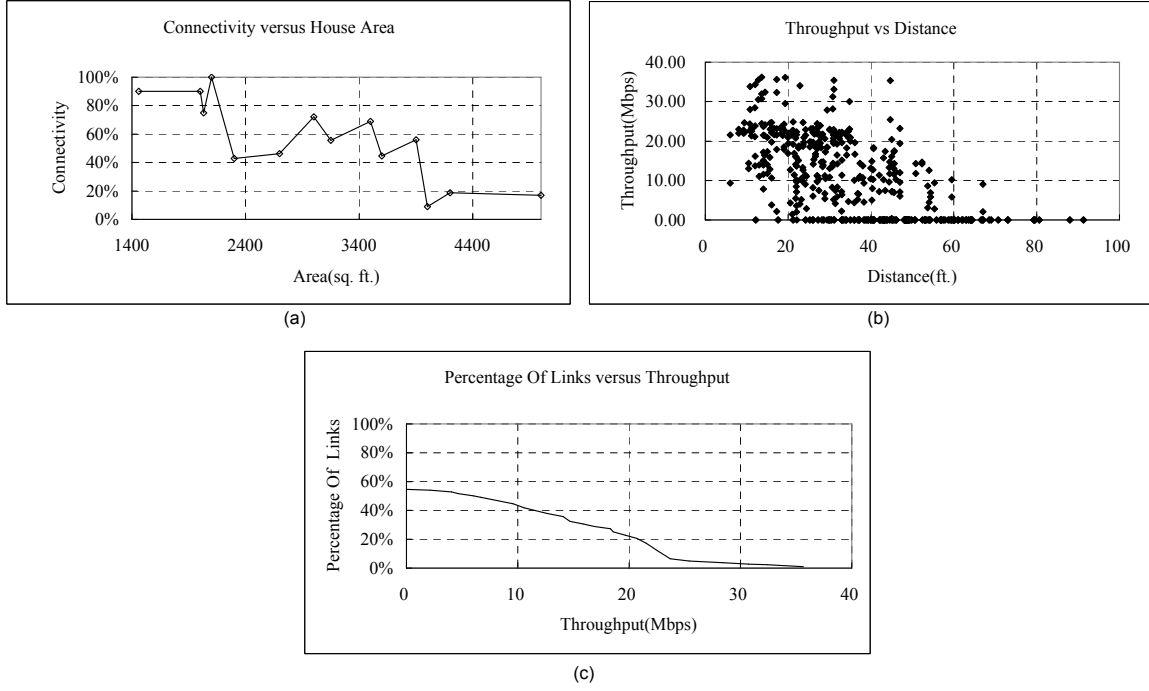 Connectivity versus House Area
Connectivity
100%
80%
60%
40%
20%
0%
1400 2400 3400 4400
Area(sq. ft.)
(a)
Throughput vs Distance
Throughput(Mbps)
40.00
30.00
20.00
10.00
0.00
0 20 40 60 80 100
Distance(ft.)
(b)
Percentage Of Links versus Throughput
Percentage Of Links
100%
80%
60%
40%
20%
0%
0 10 20 30 40
Throughput(Mbps)
(c)